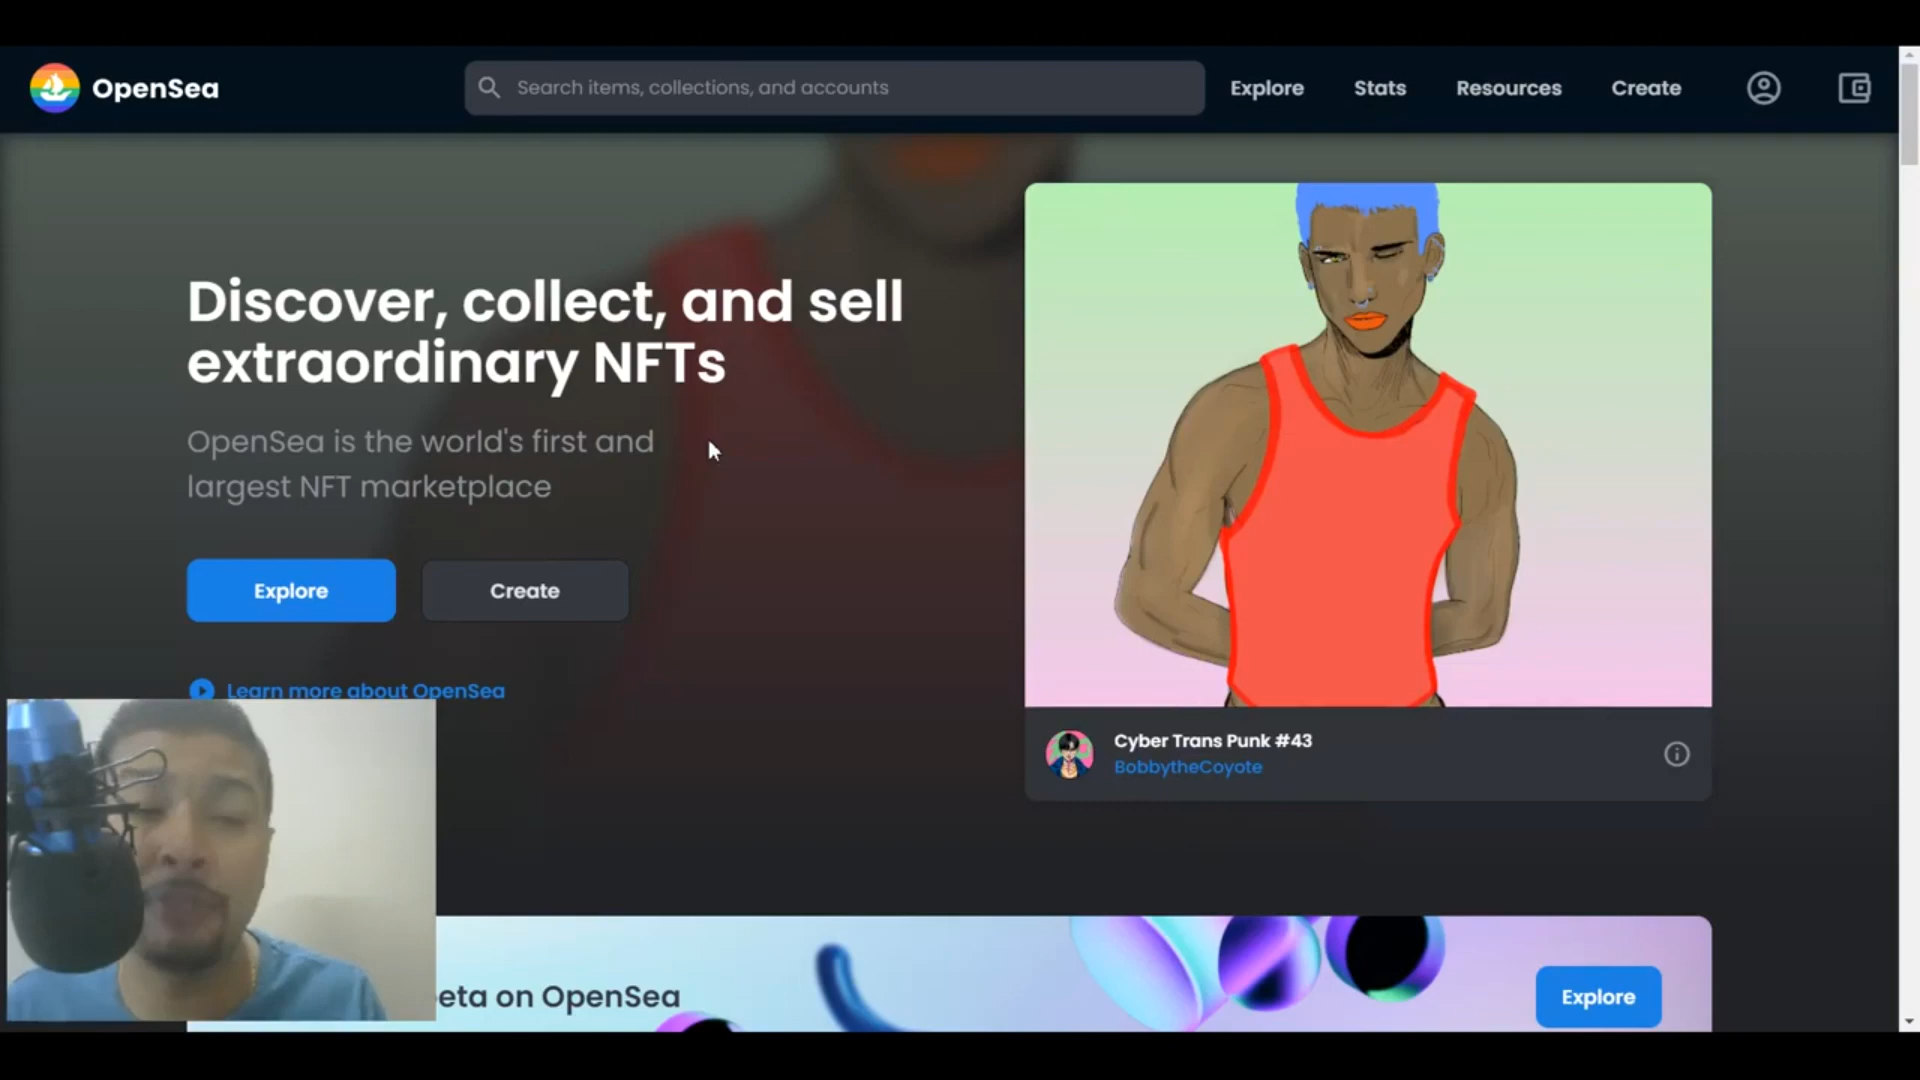 OpenSea
Search items, collections, and accounts
Explore
Stats
Resources
Create
Discover, collect, and sell
extraordinary NFTs
OpenSea is the world's first and
largest NFT marketplace
Explore
Create
Learn more about OpenSea
Cyber Trans Punk #43
BobbytheCoyote
on OpenSea
Explore